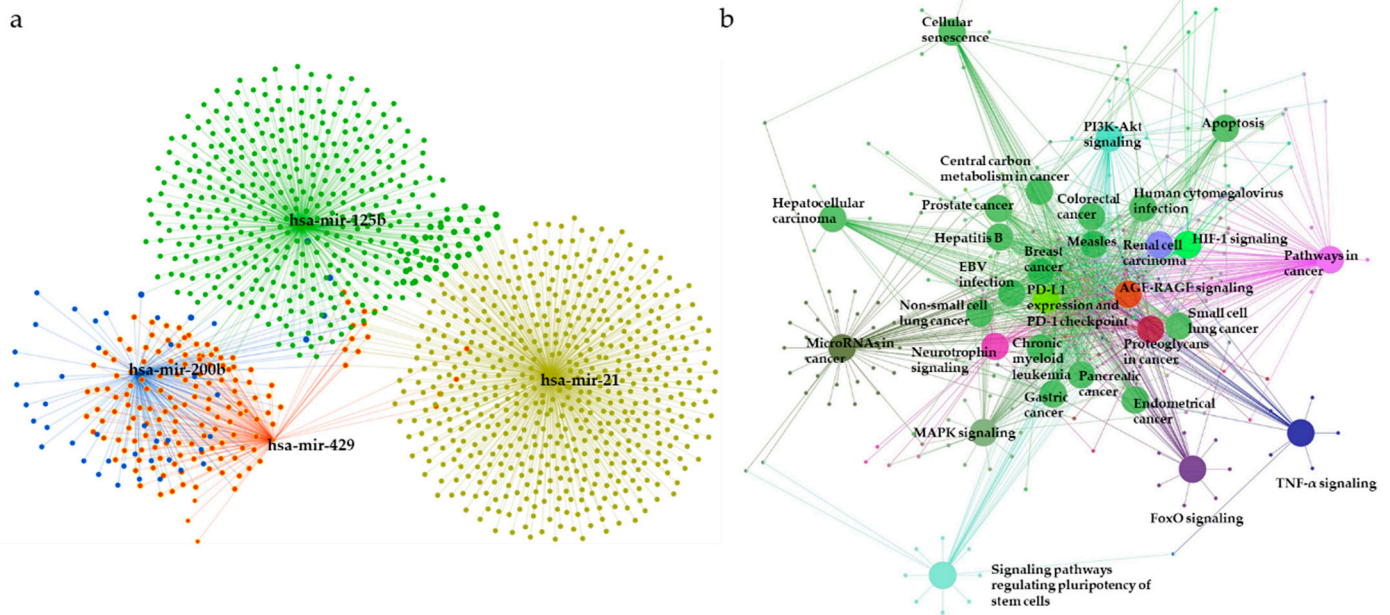 a
b
hsa-mir-125b
hsa-mir-200b
hsa-mir-21
hsa-mir-429
Cellular
senescence
PI3K-Akt
signaling
Apoptosis
Central carbon
metabolism in cancer
Hepatocellular
carcinoma
Prostate cancer
Colorectal
cancer
Human cytomegalovirus
infection
Hepatitis B
Measles
Breast
cancer
Renal cell
carcinoma
HIF-1 signaling
Pathways in
cancer
EBV
infection
PD-L1
expression and
PD-1 checkpoint
AGE-RAGE signaling
Non-small cell
lung cancer
Small cell
lung cancer
MicroRNAs in
cancer
Neurotrophin
signaling
Chronic
myeloid
leukemia
Proteoglycans
in cancer
Pancrealic
cancer
Gastric
cancer
Endometrical
cancer
MAPK signaling
TNF-α signaling
FoxO signaling
Signaling pathways
regulating pluripotency of
stem cells